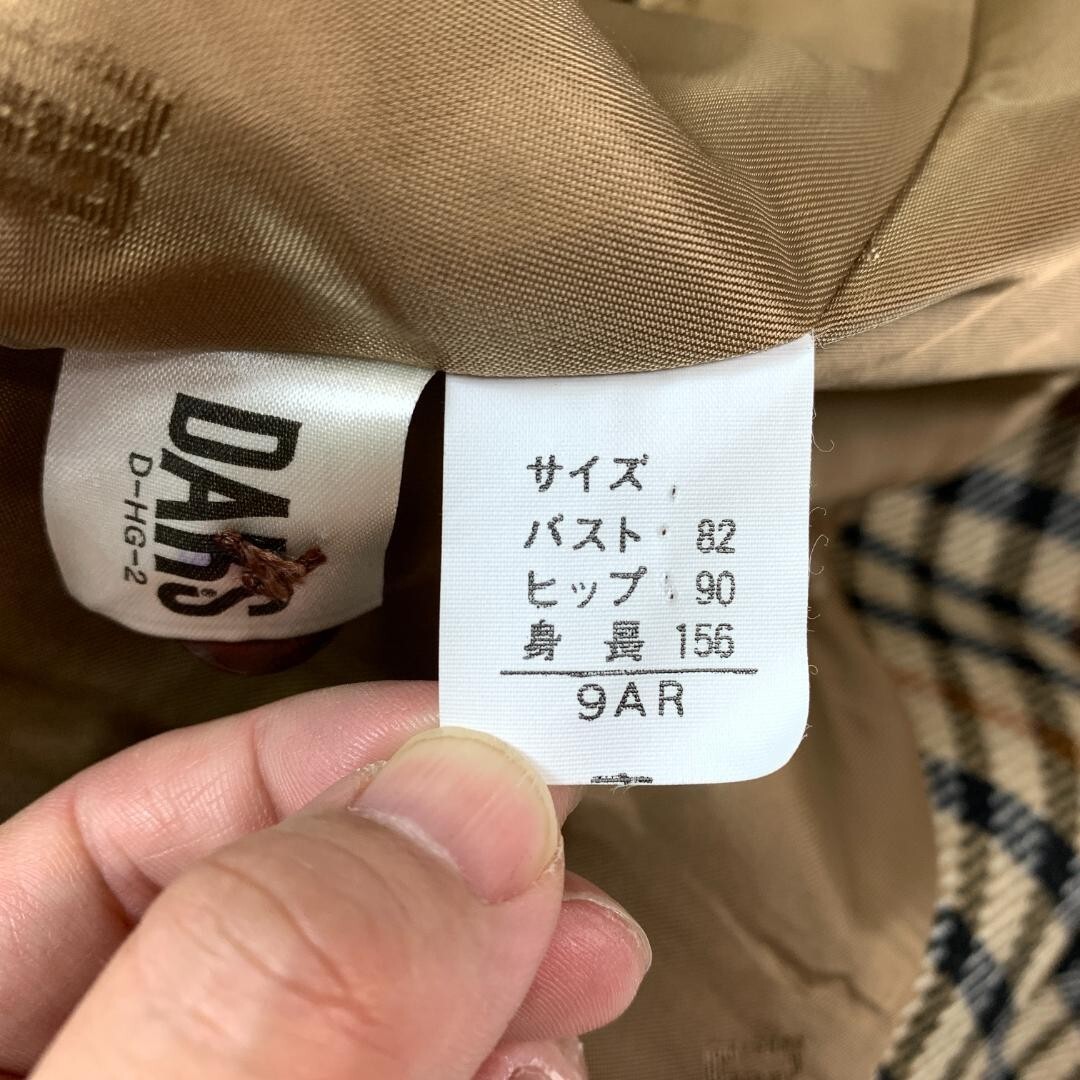 DAKS
D-HG-2
サイズ
バスト 82
ヒップ 90
身長 156
9AR